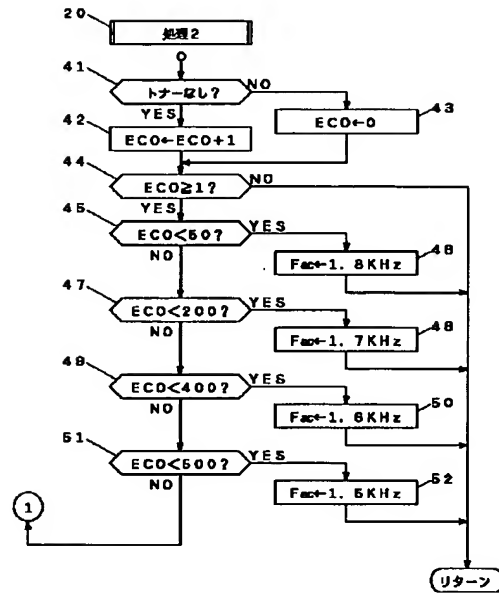 20
処理2
41
トナーなし?
NO
YES
43
42
ECO←ECO+1
ECO←0
44
ECO≧1?
NO
YES
45
ECO<50?
YES
46
NO
Fac←1.8KHz
47
ECO<200?
YES
48
NO
Fac←1.7KHz
49
ECO<400?
YES
50
NO
Fac←1.6KHz
51
ECO<500?
YES
52
NO
Fac←1.5KHz
1
リターン